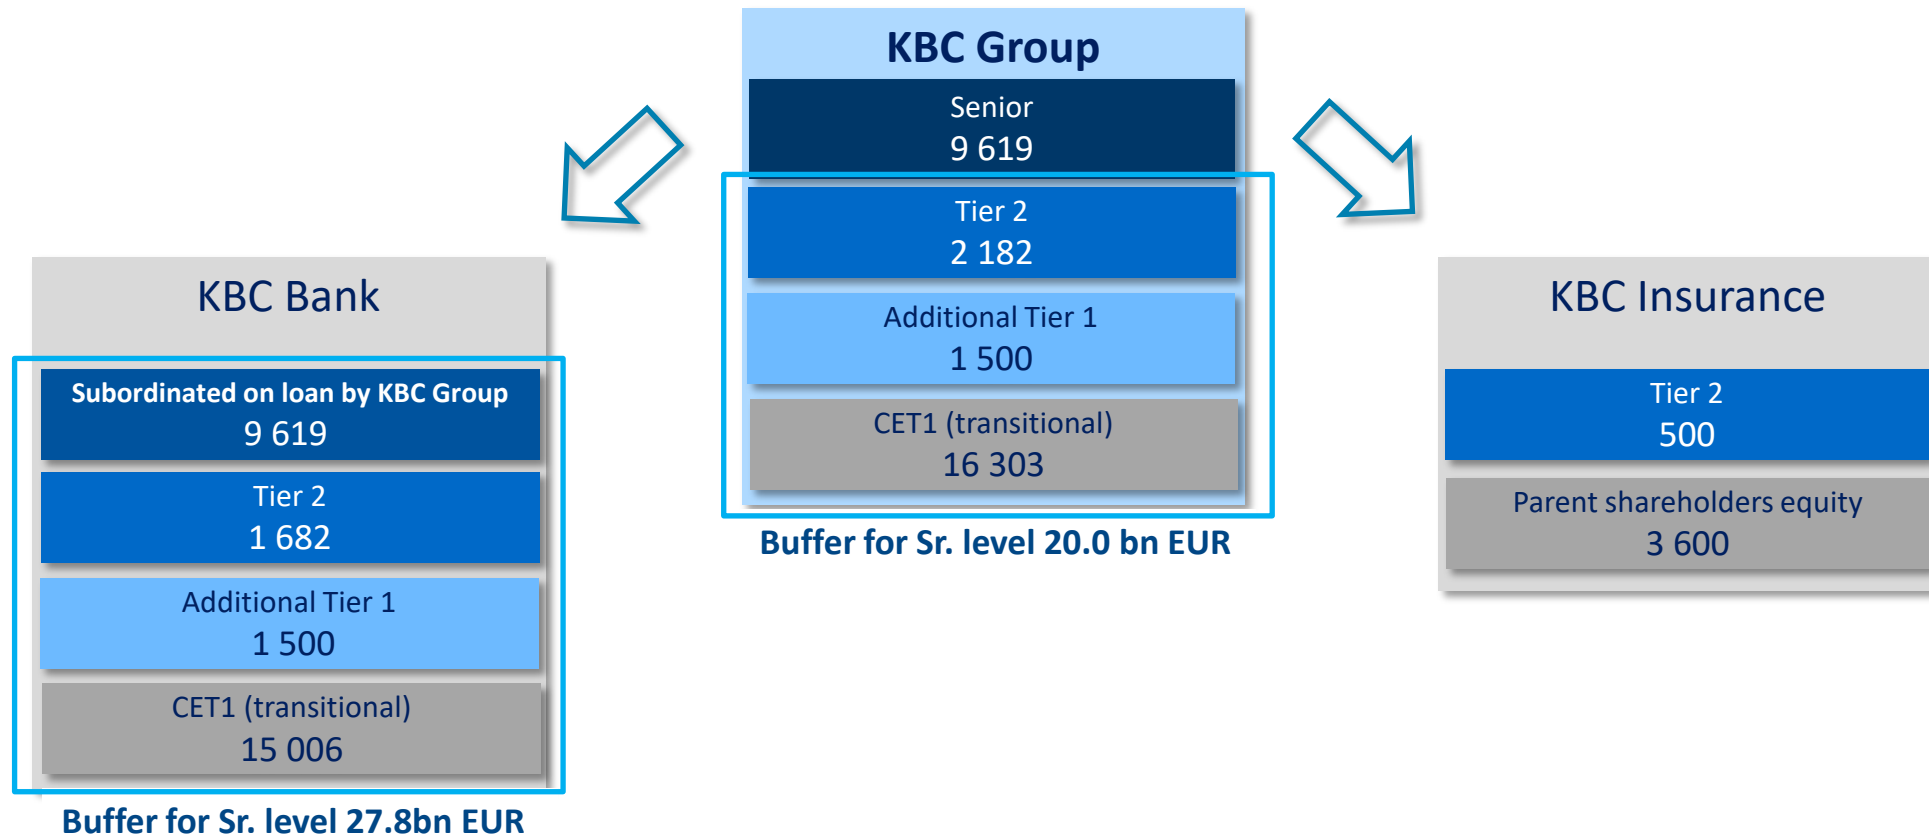 KBC Group
Senior
9 619
Tier 2
2 182
Additional Tier 1
1 500
CET1 (transitional)
16 303
Buffer for Sr. level 20.0 bn EUR
KBC Bank
Subordinated on loan by KBC Group
9 619
Tier 2
1 682
Additional Tier 1
1 500
CET1 (transitional)
15 006
Buffer for Sr. level 27.8bn EUR
KBC Insurance
Tier 2
500
Parent shareholders equity
3 600